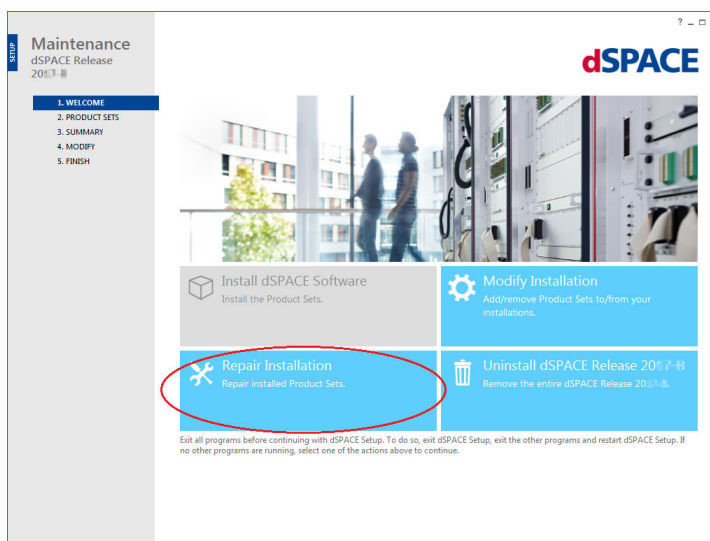 ? _ □
SETUP
Maintenance
dSPACE Release
dSPACE
1. WELCOME
2. PRODUCT SETS
3. SUMMARY
4. MODIFY
5. FINISH
Install dSPACE Software
Install the Product Sets.
Modify Installation
Add/remove Product Sets to/from your
installations.
Repair Installation
Repair installed Product Sets.
Uninstall dSPACE Release
Remove the entire dSPACE Release
Exit all programs before continuing with dSPACE Setup. To do so, exit dSPACE Setup, exit the other programs and restart dSPACE Setup. If
no other programs are running, select one of the actions above to continue.